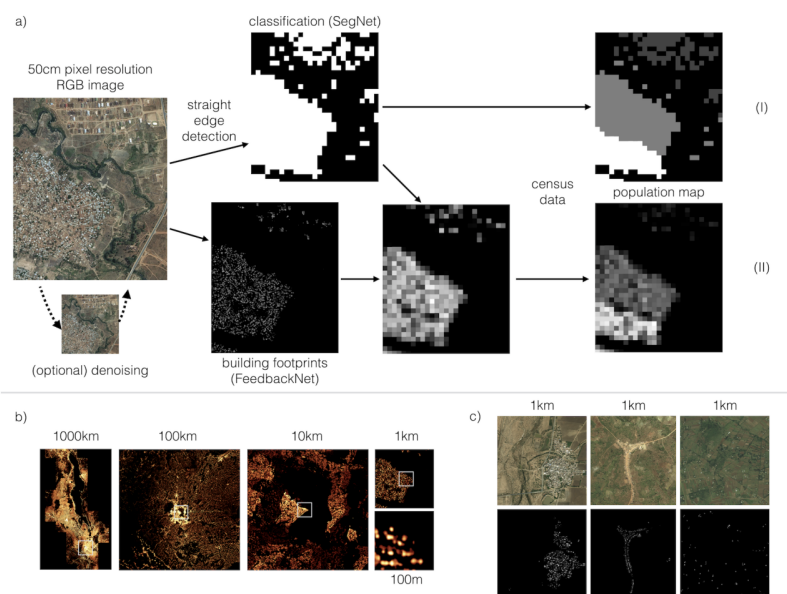 a)
classification (SegNet)
50cm pixel resolution
RGB image
straight
edge
detection
(I)
census
data
population map
(II)
building footprints
(FeedbackNet)
(optional) denoising
b)
1000km
100km
10km
1km
100m
c)
1km
1km
1km